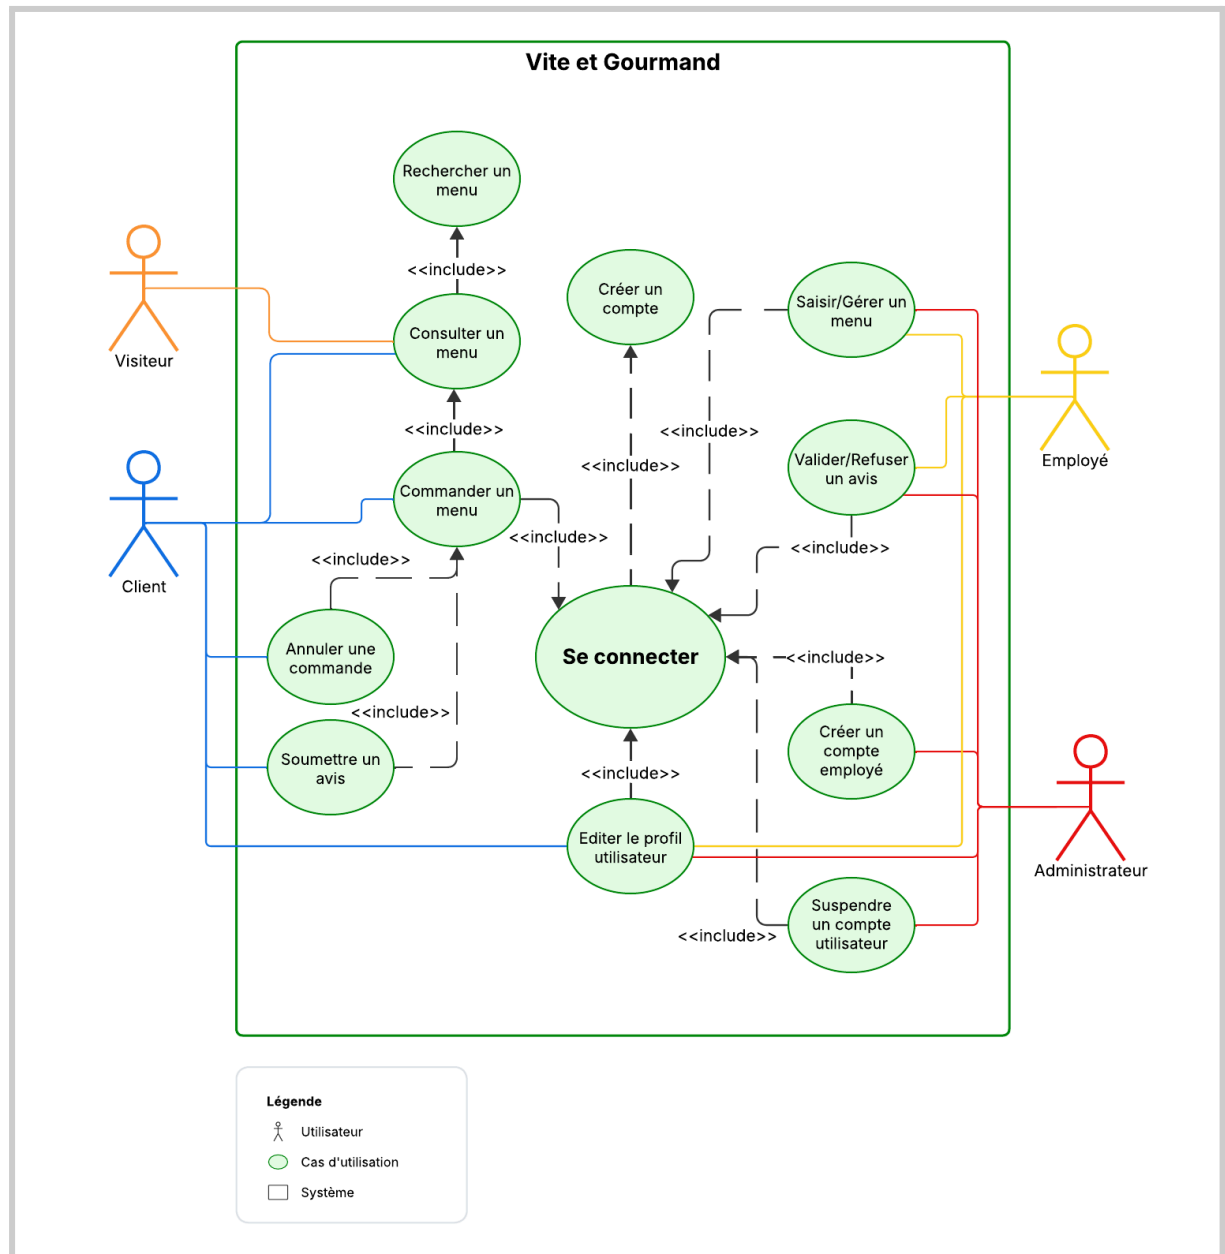 Vite et Gourmand
Rechercher un
menu
<<include>>
Créer un
compte
Saisir/Gérer un
menu
Consulter un
menu
Visiteur
<<include>>
<<include>>
<<include>>
Employé
Valider/Refuser
un avis
Commander un
menu
<<include>>
<<include>>
<<include>>
Client
Annuler une
commande
Se connecter
<<include>>
<<include>>
Soumettre un
avis
Créer un
compte
employé
<<include>>
Editer le profil
utilisateur
Administrateur
Suspendre
un compte
utilisateur
<<include>>
Légende
Utilisateur
Cas d'utilisation
Système